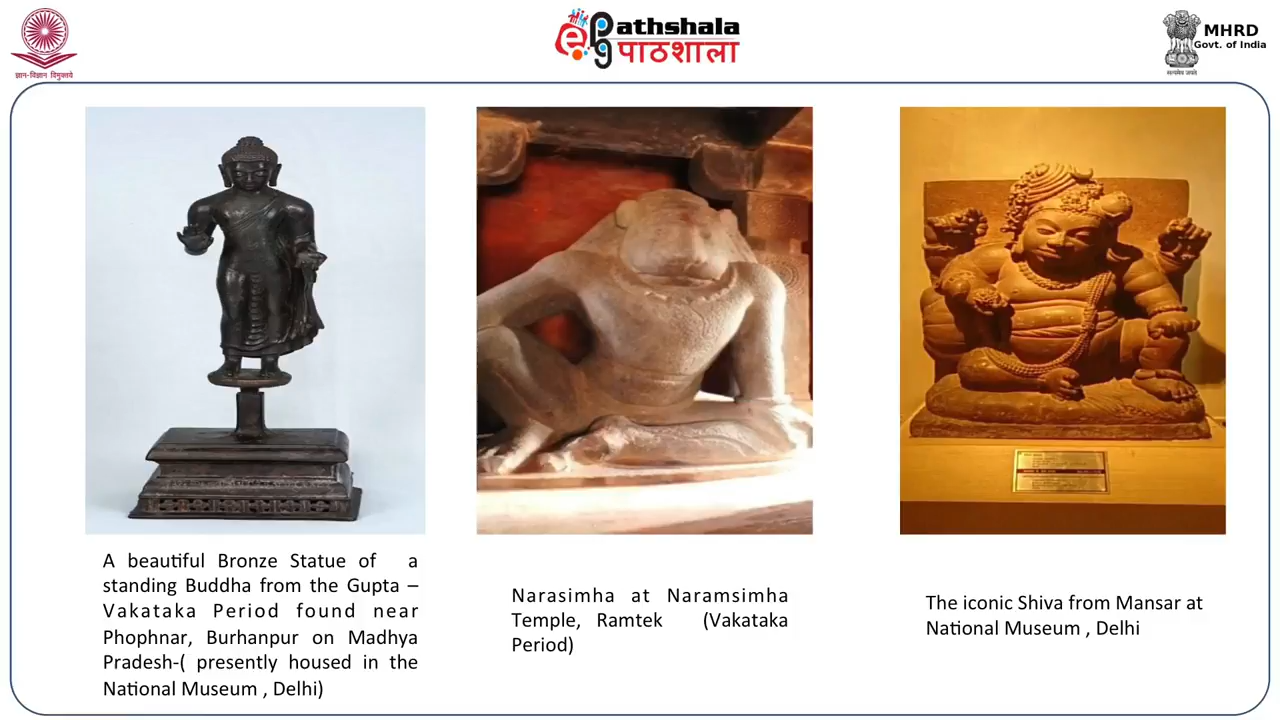 ज्ञान-विज्ञान विमुक्तये
ePG Pathshala
पाठशाला
MHRD
Govt. of India
सत्यमेव जयते
A beautiful Bronze Statue of a
standing Buddha from the Gupta –
Vakataka Period found near
Phophnar, Burhanpur on Madhya
Pradesh-( presently housed in the
National Museum , Delhi)
Narasimha at Naramsimha
Temple, Ramtek (Vakataka
Period)
The iconic Shiva from Mansar at
National Museum , Delhi